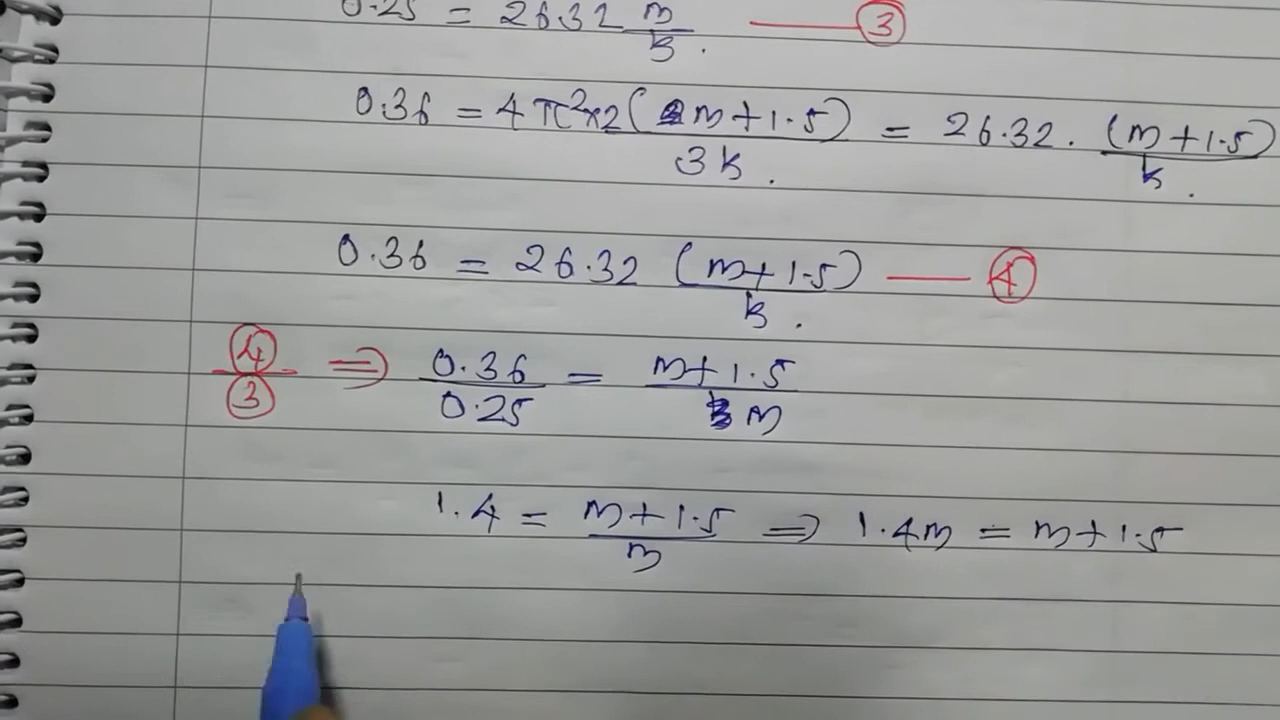 0.25 = 26.32 m/k. ③
0.36 = 4π²×2(m+1.5)/3k. = 26.32. (m+1.5)/k.
0.36 = 26.32 (m+1.5)/k. ④
④/③ ⇒ 0.36/0.25 = m+1.5/m
1.4 = m+1.5/m ⇒ 1.4m = m+1.5